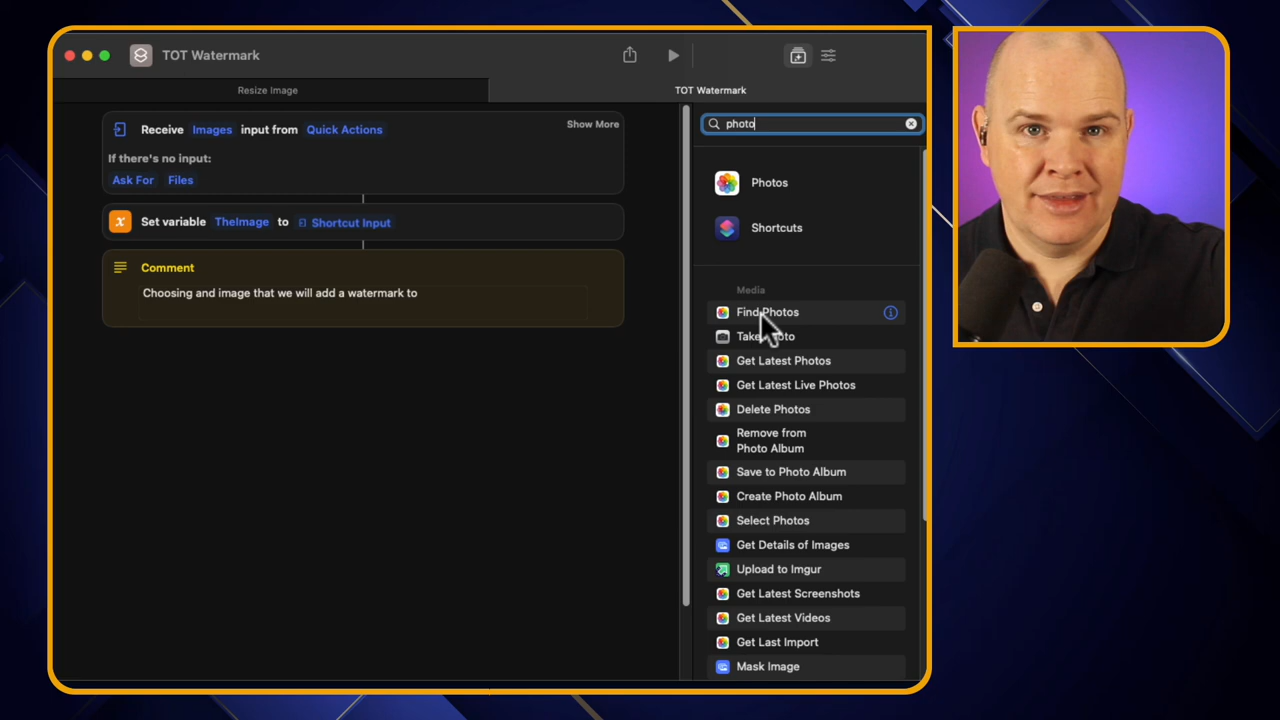 TOT Watermark
Resize Image
TOT Watermark
Receive Images input from Quick Actions
Show More
If there's no input:
Ask For Files
Set variable TheImage to Shortcut Input
Comment
Choosing and image that we will add a watermark to
photo
Photos
Shortcuts
Media
Find Photos
Take Photo
Get Latest Photos
Get Latest Live Photos
Delete Photos
Remove from
Photo Album
Save to Photo Album
Create Photo Album
Select Photos
Get Details of Images
Upload to Imgur
Get Latest Screenshots
Get Latest Videos
Get Last Import
Mask Image